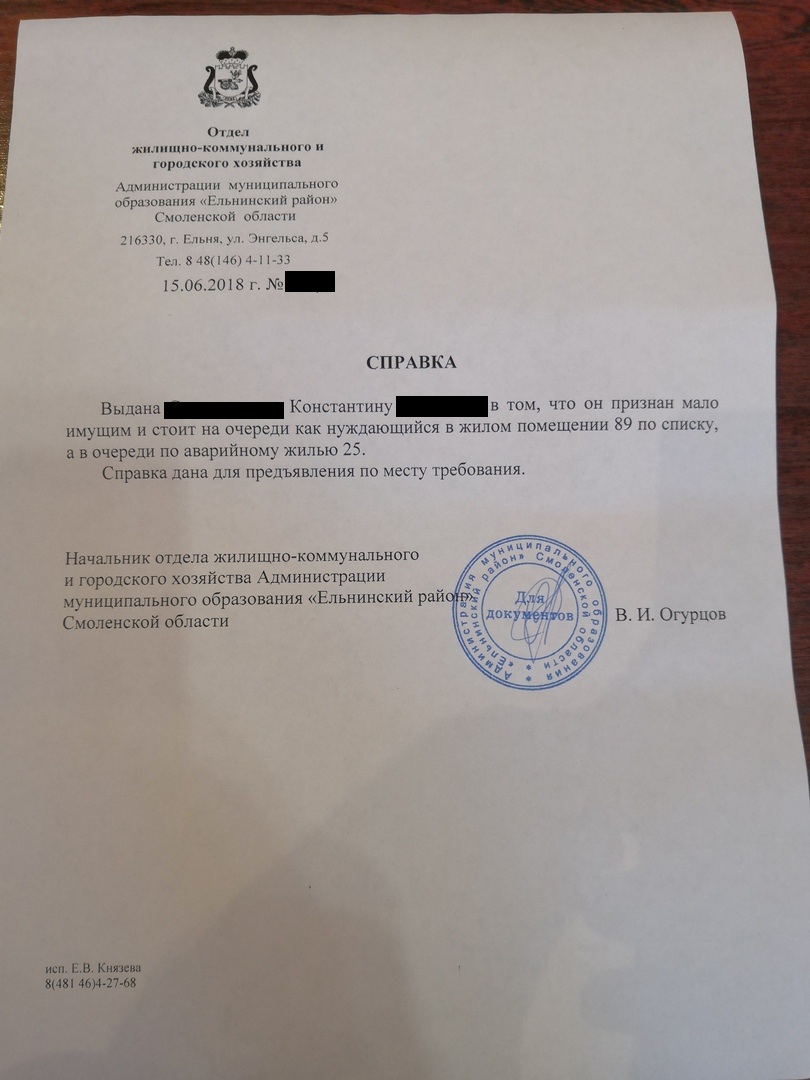 Отдел
жилищно-коммунального и
городского хозяйства
Администрации муниципального
образования «Ельнинский район»
Смоленской области
216330, г. Ельня, ул. Энгельса, д.5
Тел. 8 48(146) 4-11-33
15.06.2018 г. №
СПРАВКА
Выдана Константину в том, что он признан мало
имущим и стоит на очереди как нуждающийся в жилом помещении 89 по списку,
а в очереди по аварийному жилью 25.
Справка дана для предъявления по месту требования.
Начальник отдела жилищно-коммунального
и городского хозяйства Администрации
муниципального образования «Ельнинский район»
Смоленской области
В. И. Огурцов
Администрация муниципального образования
«Ельнинский район» Смоленской области
Для
документов
исп. Е.В. Князева
8(481 46)4-27-68